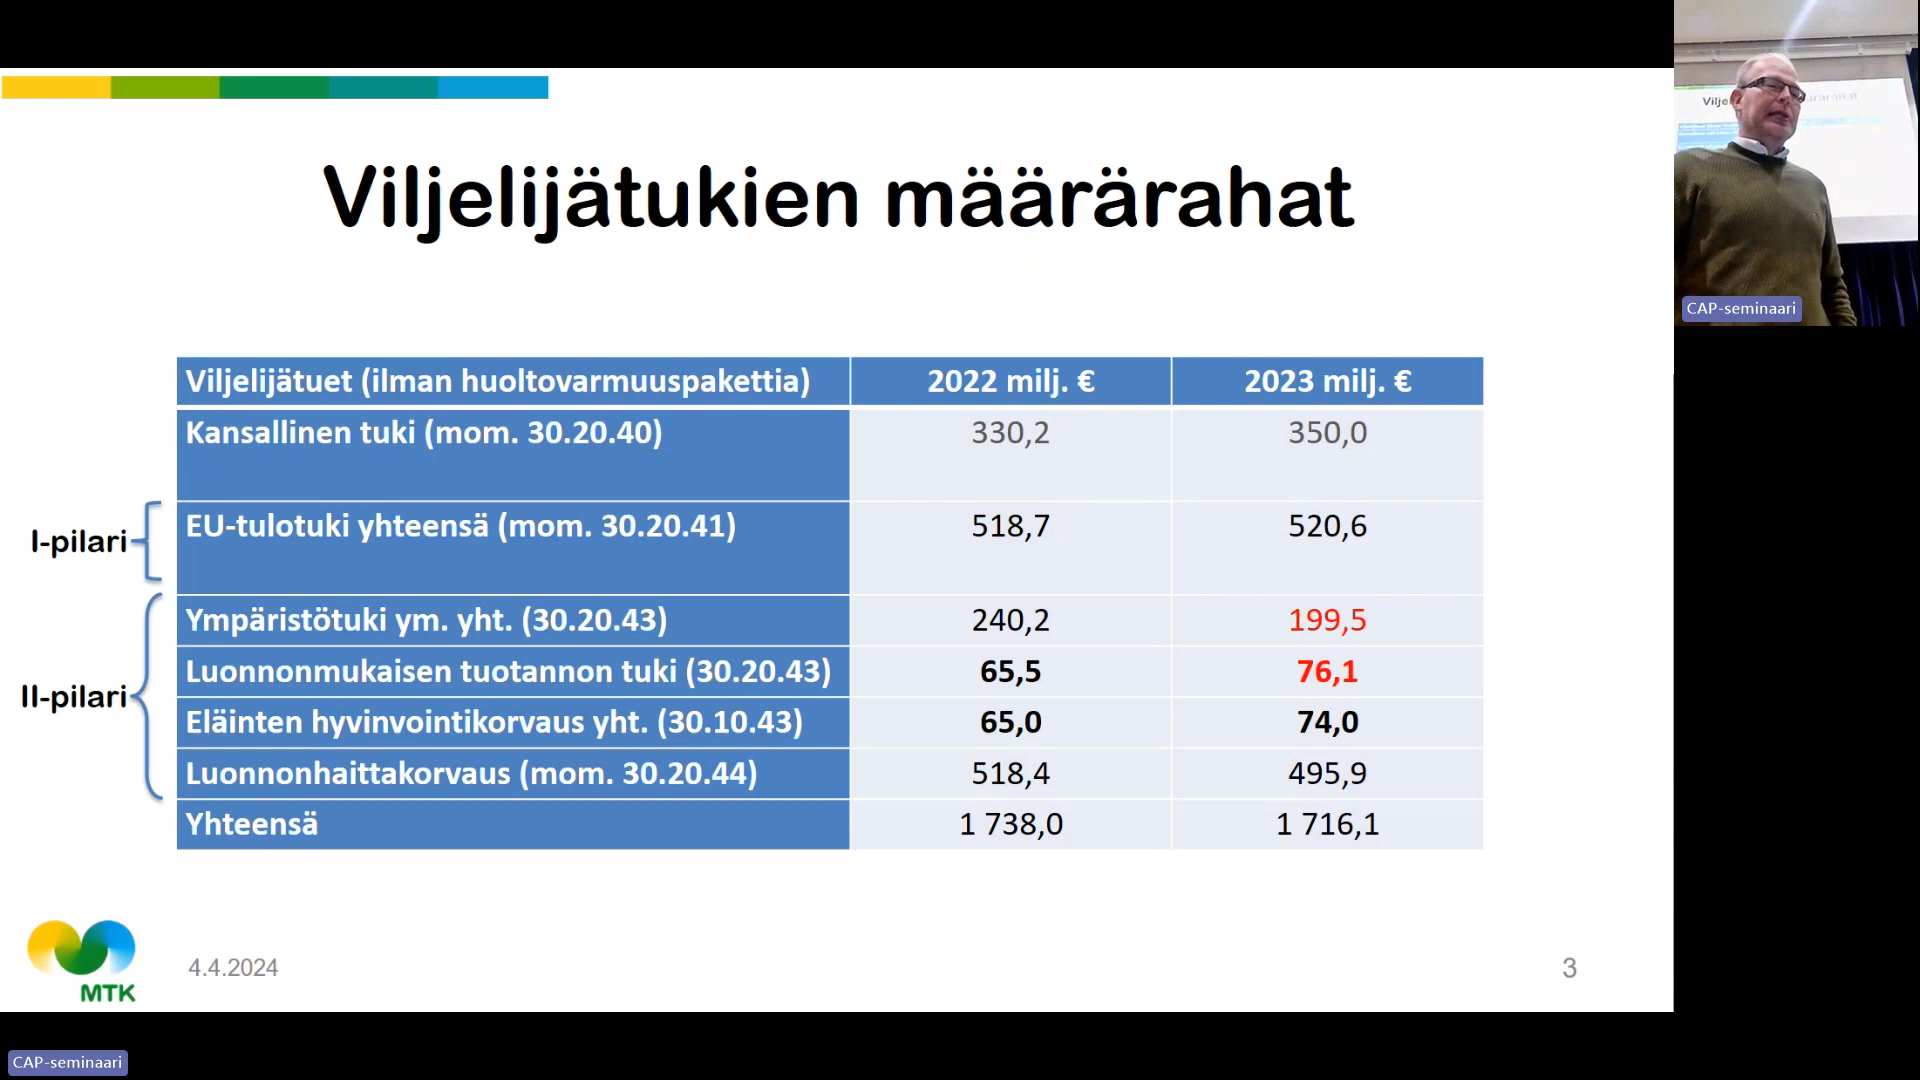 Viljelijätukien määrärahat
Viljelijätuet (ilman huoltovarmuuspakettia) 2022 milj. € 2023 milj. €
Kansallinen tuki (mom. 30.20.40) 330,2 350,0
I-pilari
EU-tulotuki yhteensä (mom. 30.20.41) 518,7 520,6
Ympäristötuki ym. yht. (30.20.43) 240,2 199,5
Luonnonmukaisen tuotannon tuki (30.20.43) 65,5 76,1
II-pilari
Eläinten hyvinvointikorvaus yht. (30.10.43) 65,0 74,0
Luonnonhaittakorvaus (mom. 30.20.44) 518,4 495,9
Yhteensä 1 738,0 1 716,1
MTK
4.4.2024
3
CAP-seminaari
CAP-seminaari